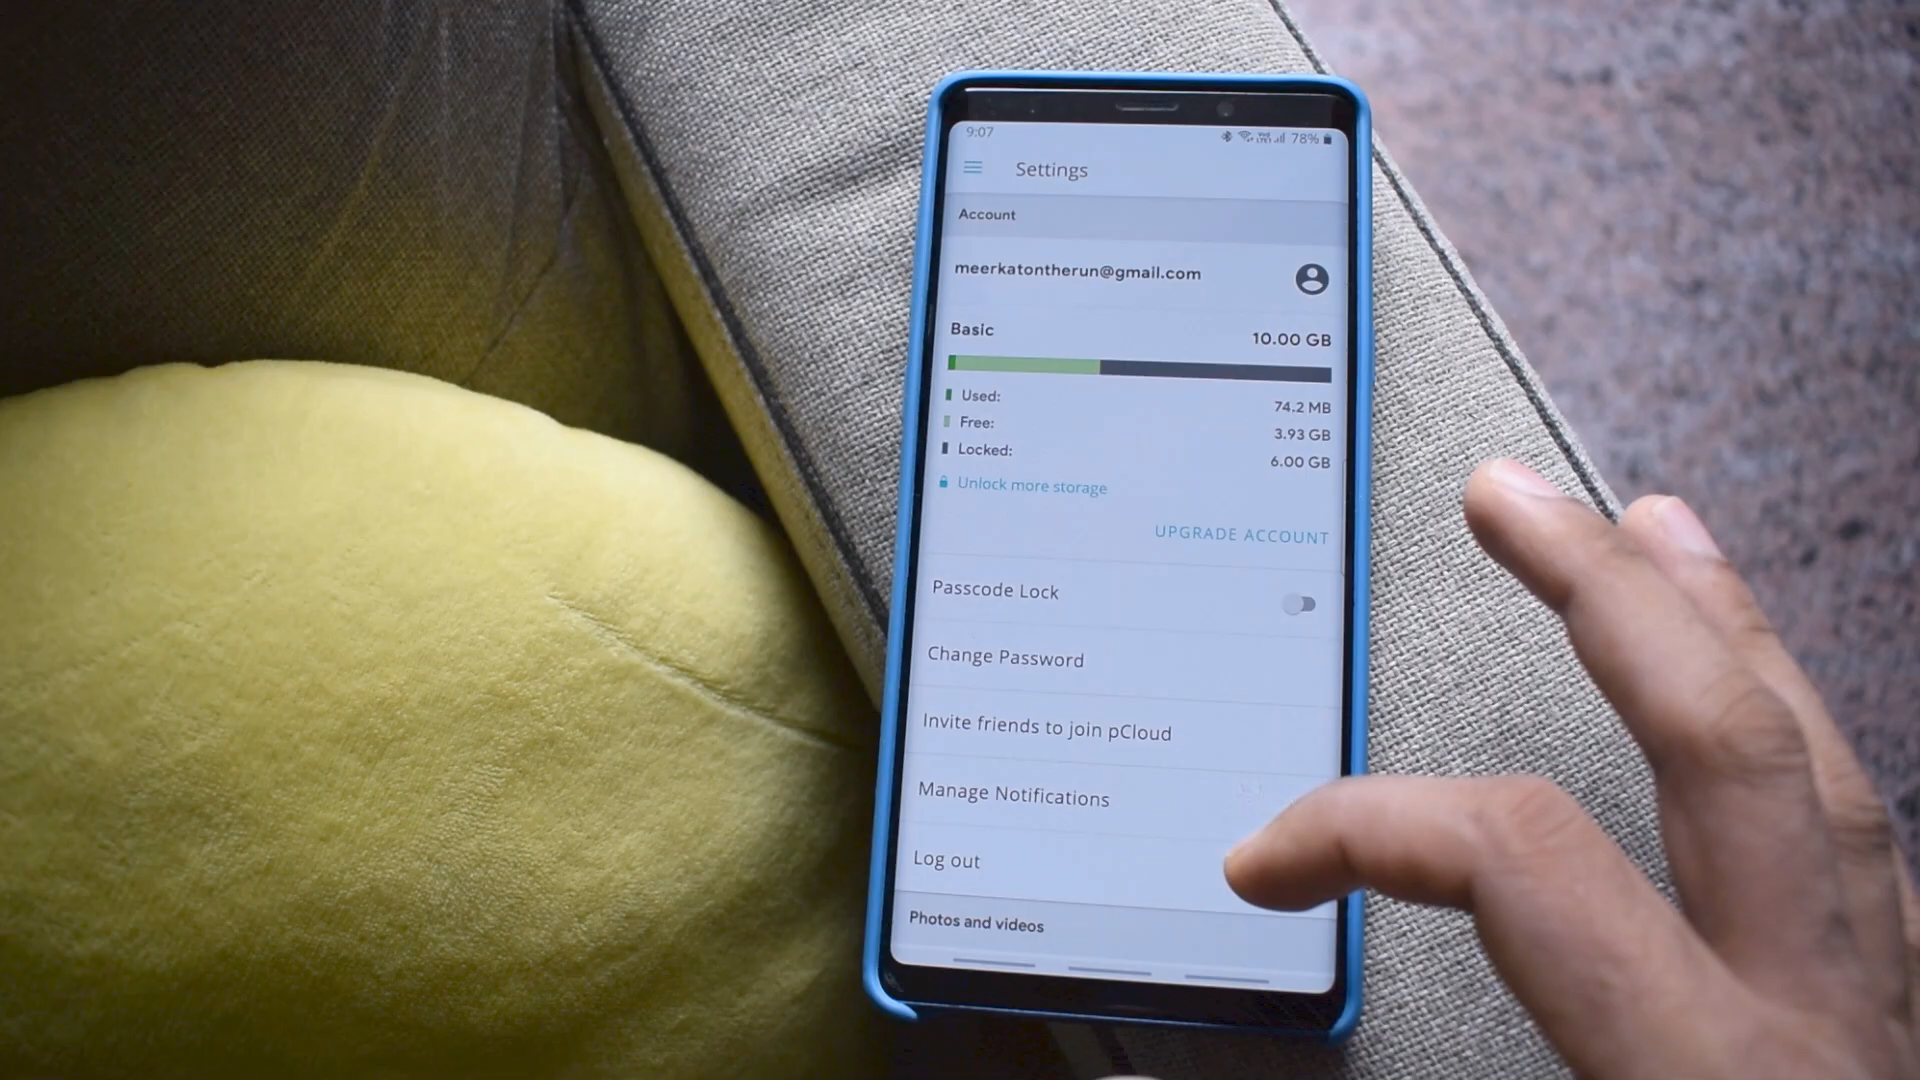 9:07
78%
Settings
Account
meerkatontherun@gmail.com
Basic
10.00 GB
Used:
74.2 MB
Free:
3.93 GB
Locked:
6.00 GB
Unlock more storage
UPGRADE ACCOUNT
Passcode Lock
Change Password
Invite friends to join pCloud
Manage Notifications
Log out
Photos and videos